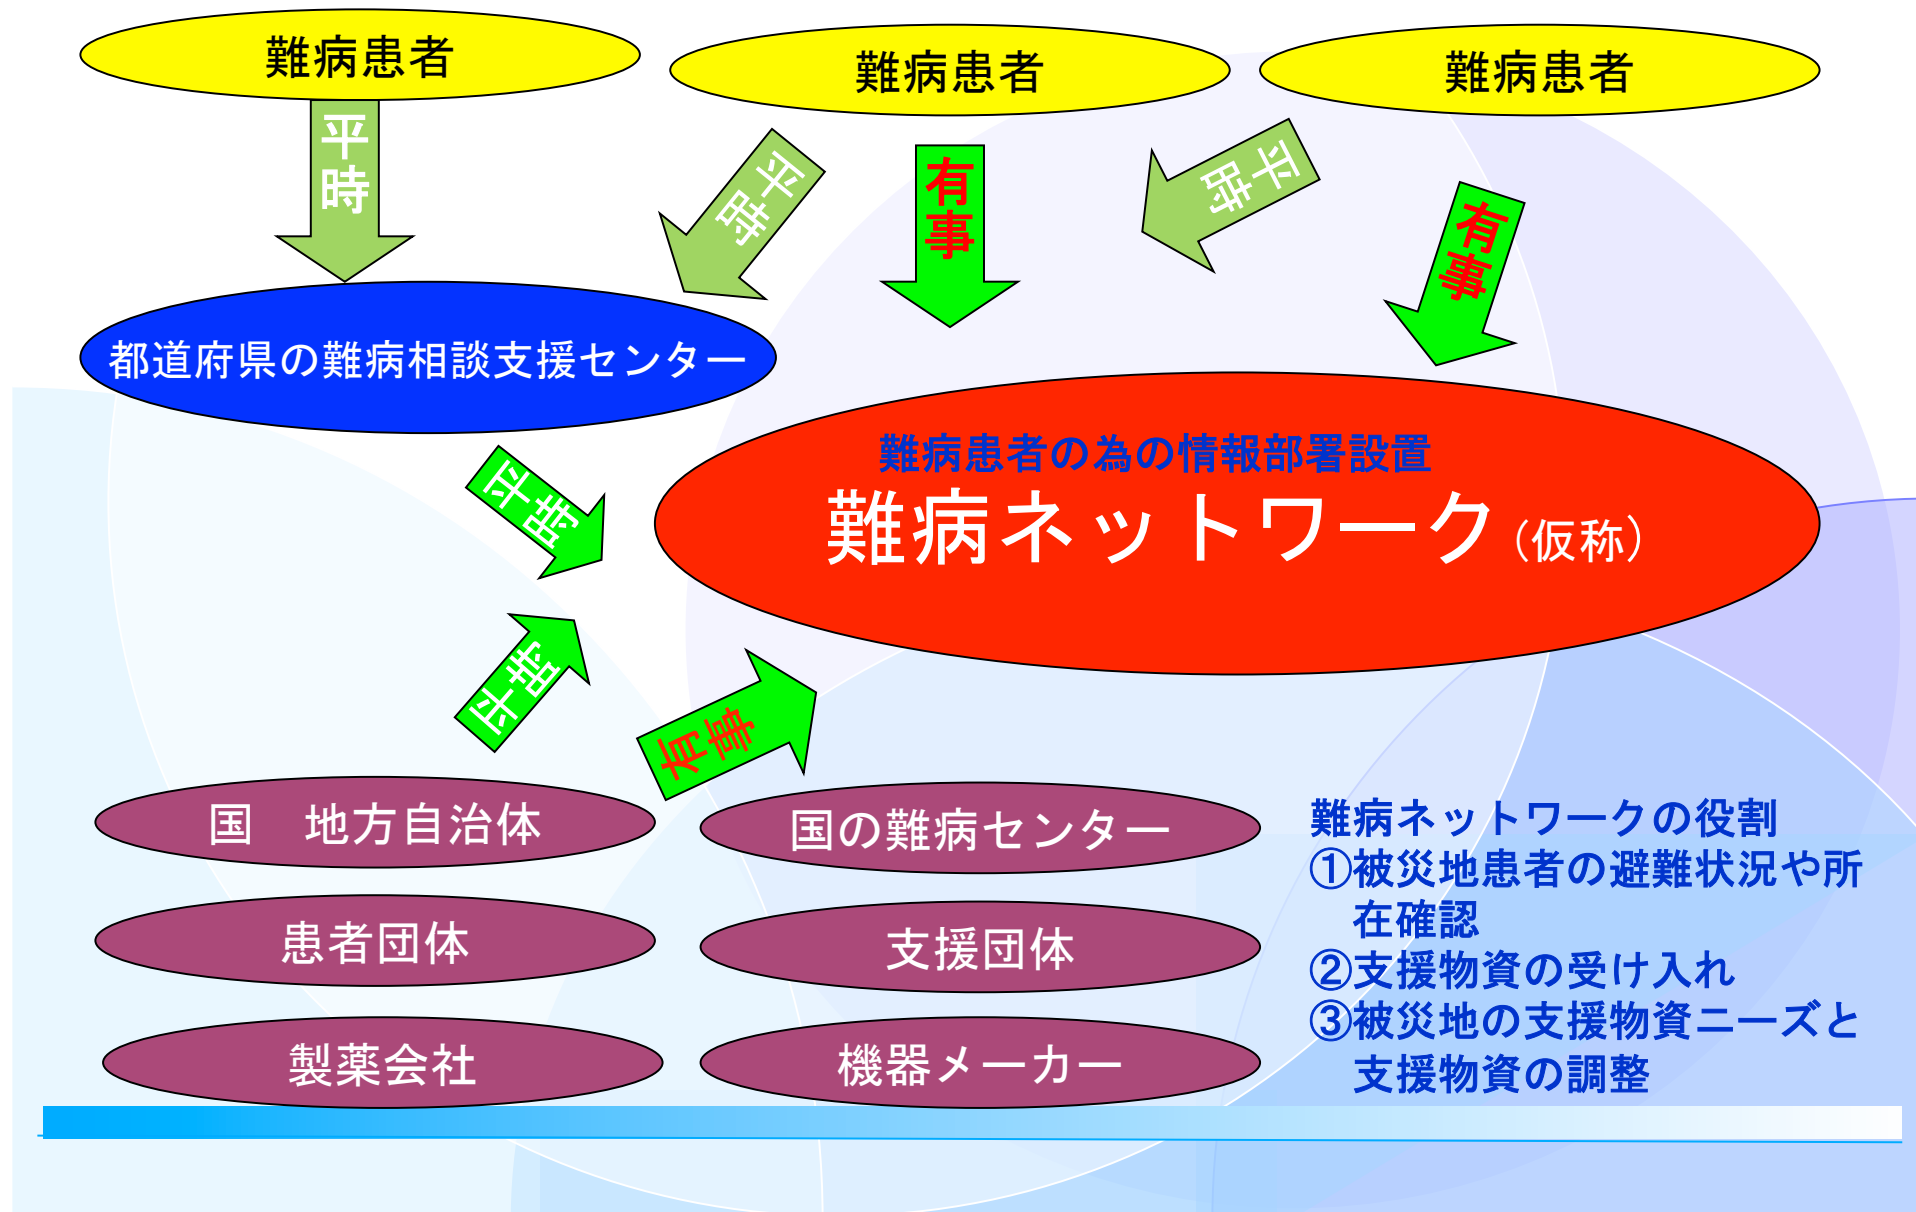 難病患者
難病患者
難病患者
平時
平時
有事
平時
有事
都道府県の難病相談支援センター
難病患者の為の情報部署設置
難病ネットワーク(仮称)
平時
平時
有事
国　地方自治体
国の難病センター
患者団体
支援団体
製薬会社
機器メーカー
難病ネットワークの役割
①被災地患者の避難状況や所
在確認
②支援物資の受け入れ
③被災地の支援物資ニーズと
支援物資の調整